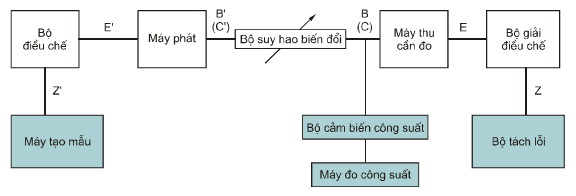 Bộ
điều chế
E'
Máy phát
B'
(C')
Bộ suy hao biến đổi
B
(C)
Máy thu
cần đo
E
Bộ giải
điều chế
Z'
Z
Máy tạo mẫu
Bộ cảm biến công suất
Bộ tách lỗi
Máy đo công suất